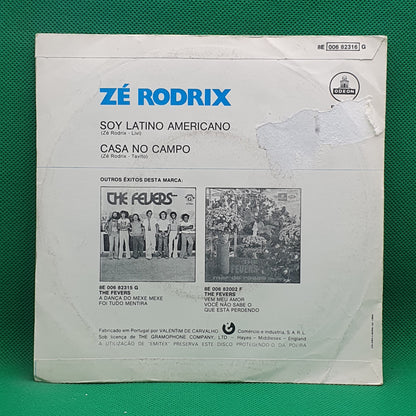 8E 006 82316 G
ODEON
ZÉ RODRIX
SOY LATINO AMERICANO
(Zé Rodrix - Livi)
CASA NO CAMPO
(Zé Rodrix - Tavito)
OUTROS ÊXITOS DESTA MARCA:
THE FEVERS
FEVERS
8E 006 82315 G
THE FEVERS
A DANÇA DO MEXE MEXE
FOI TUDO MENTIRA
8E 006 82002 F
THE FEVERS
VEM MEU AMOR
VOCÊ NÃO SABE O
QUE ESTÁ PERDENDO
Fabricado em Portugal por VALENTIM DE CARVALHO Comércio e Indústria, S. A. R. L.
Sob licença de THE GRAMOPHONE COMPANY, LTD — Hayes - Middlesex - England
A UTILIZAÇÃO DE "EMITEX" PRESERVA ESTE DISCO PROTEGENDO-O DA POEIRA